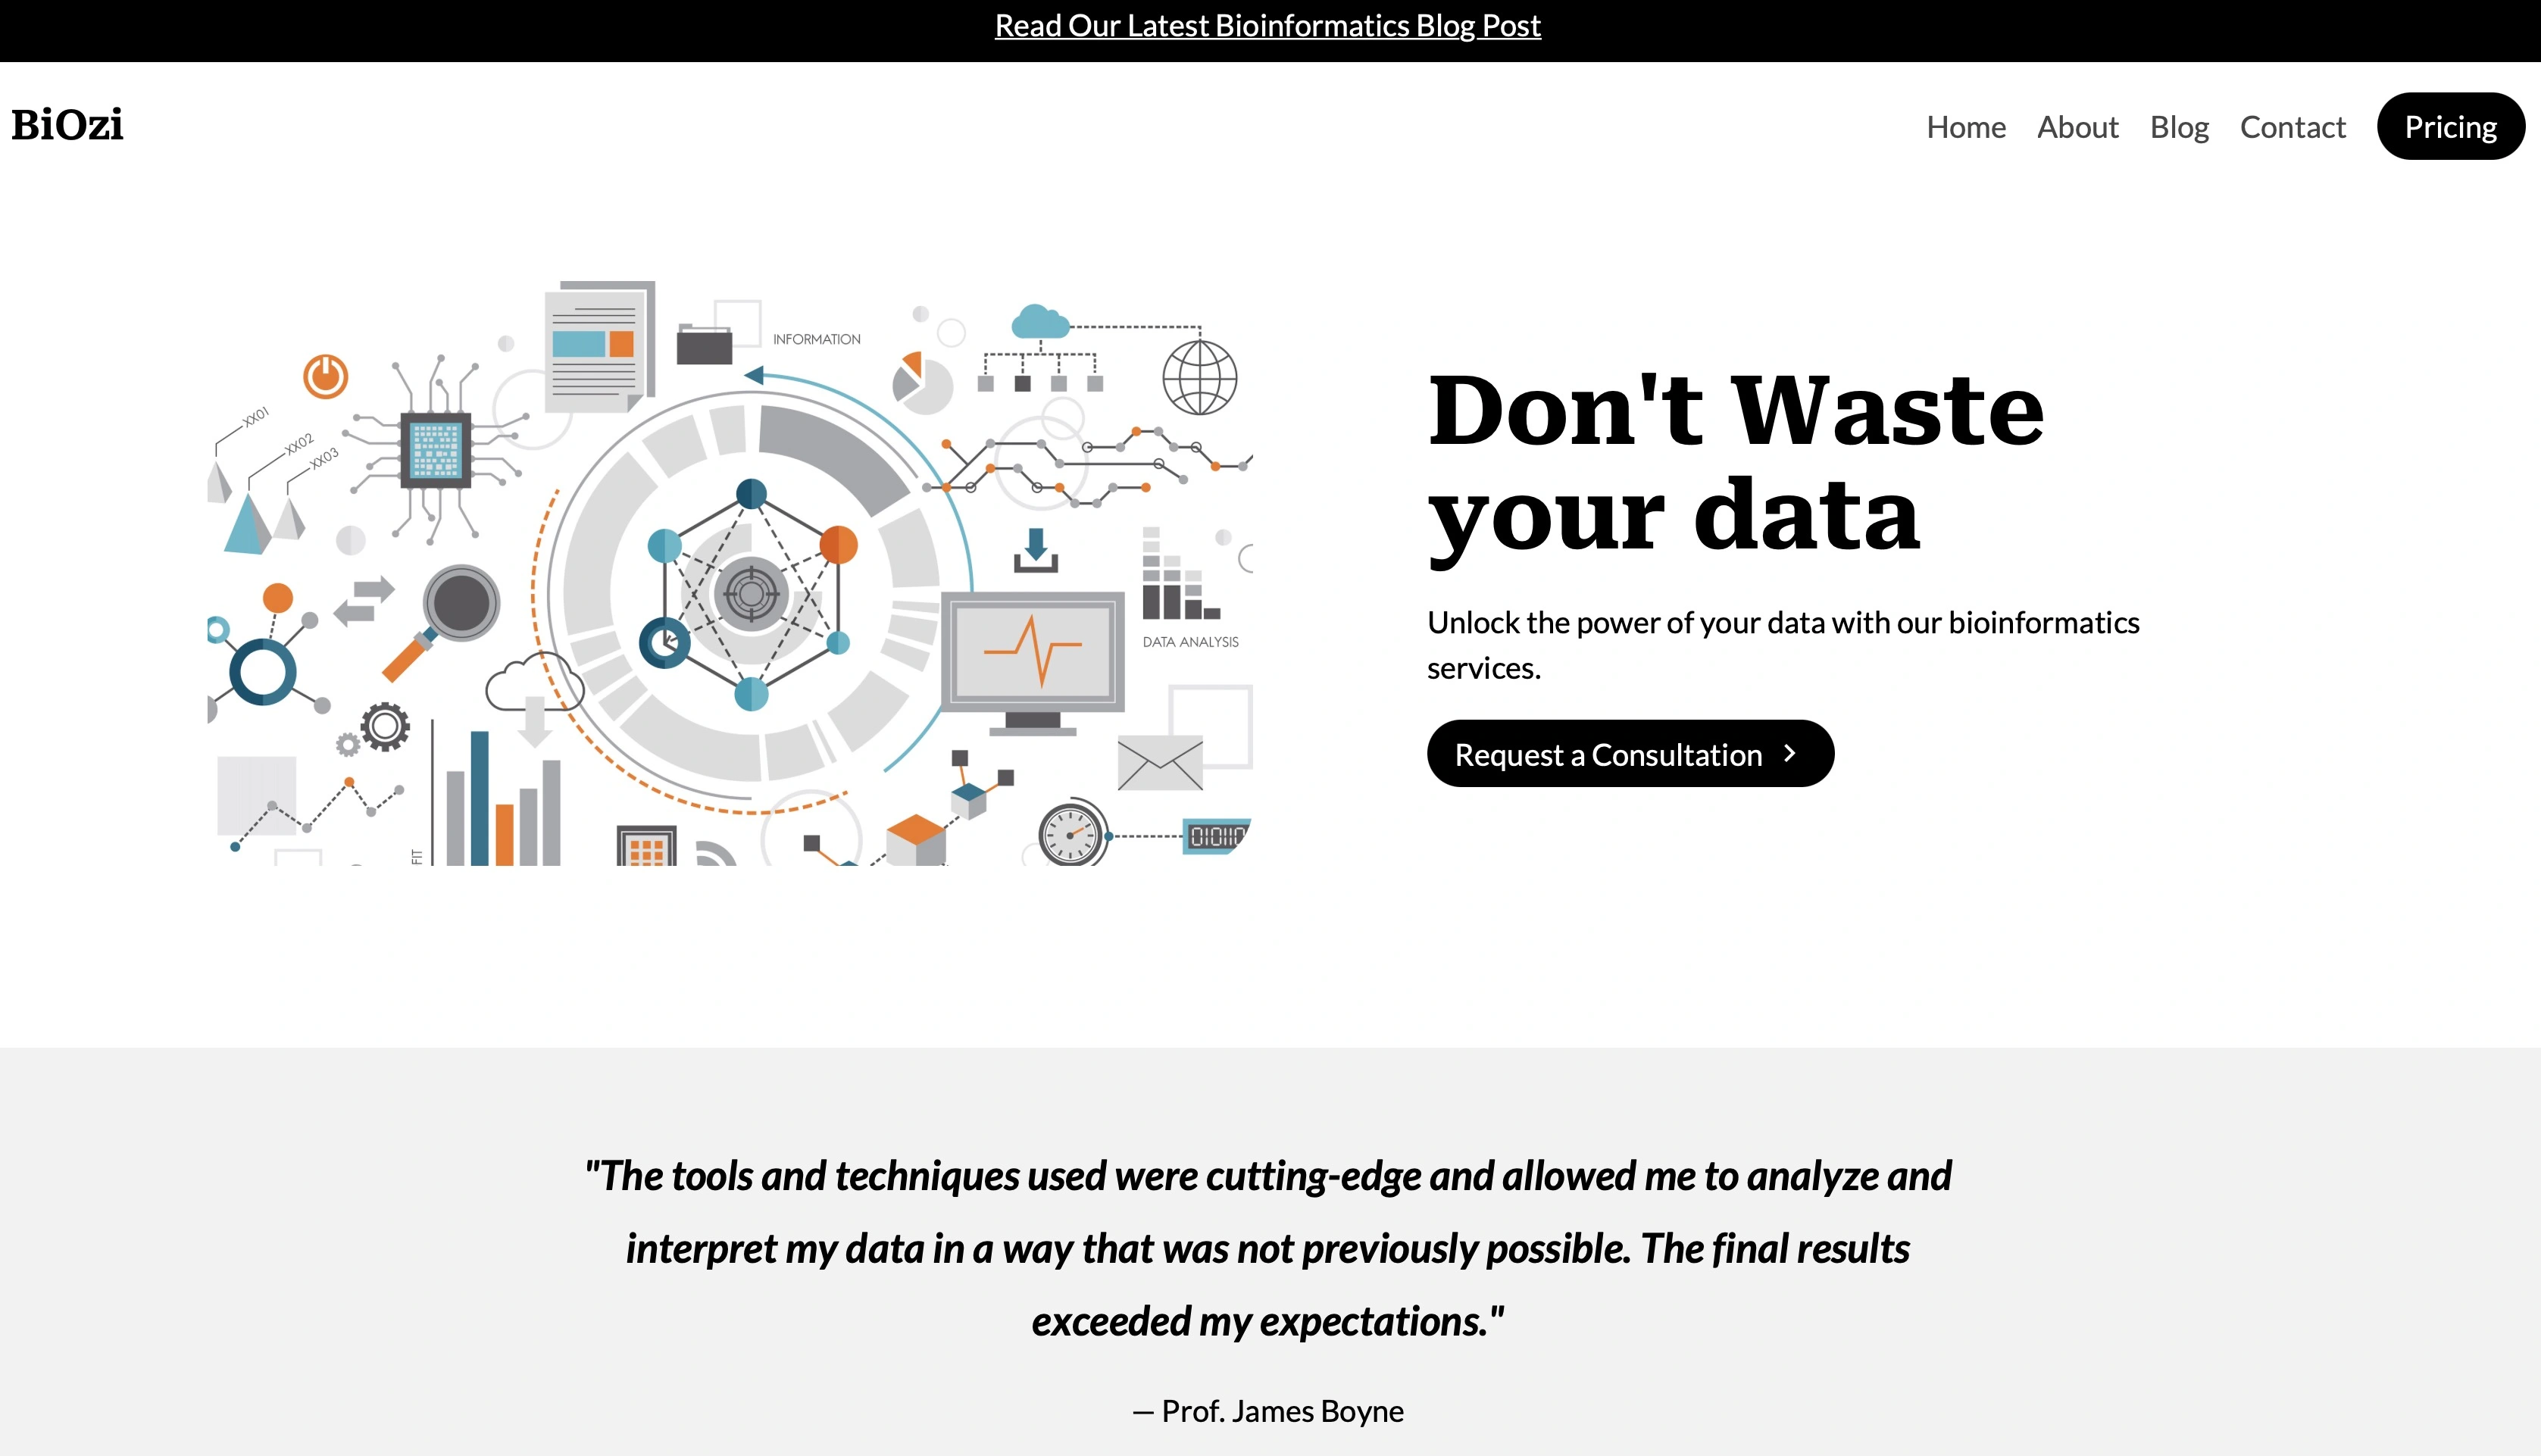 Read Our Latest Bioinformatics Blog Post
BiOzi
Home About Blog Contact Pricing
INFORMATION
XX01
XX02
XX03
DATA ANALYSIS
FIT
Don't Waste
your data
Unlock the power of your data with our bioinformatics
services.
Request a Consultation
"The tools and techniques used were cutting-edge and allowed me to analyze and
interpret my data in a way that was not previously possible. The final results
exceeded my expectations."
— Prof. James Boyne